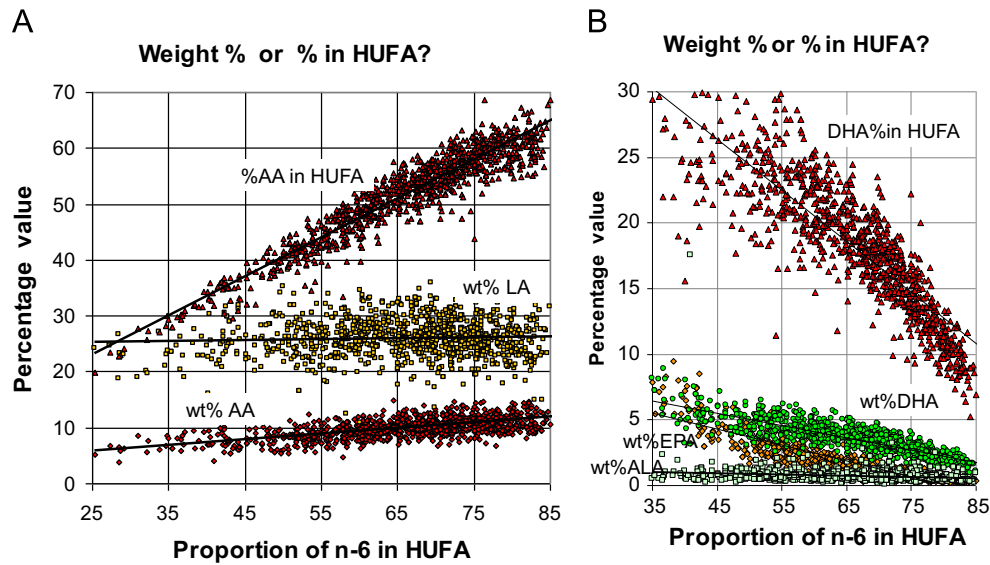 A
Weight % or % in HUFA?
70
60
50
40
30
20
10
0
%AA in HUFA
wt% LA
wt% AA
25 35 45 55 65 75 85
Percentage value
Proportion of n-6 in HUFA
B
Weight % or % in HUFA?
30
25
20
15
10
5
0
DHA%in HUFA
wt%DHA
wt%EPA
wt%ALA
35 45 55 65 75 85
Percentage value
Proportion of n-6 in HUFA